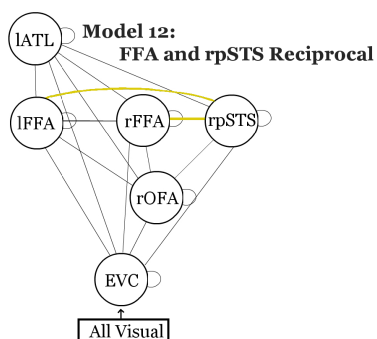 lATL
Model 12:
FFA and rpSTS Reciprocal
lFFA
rFFA
rpSTS
rOFA
EVC
All Visual